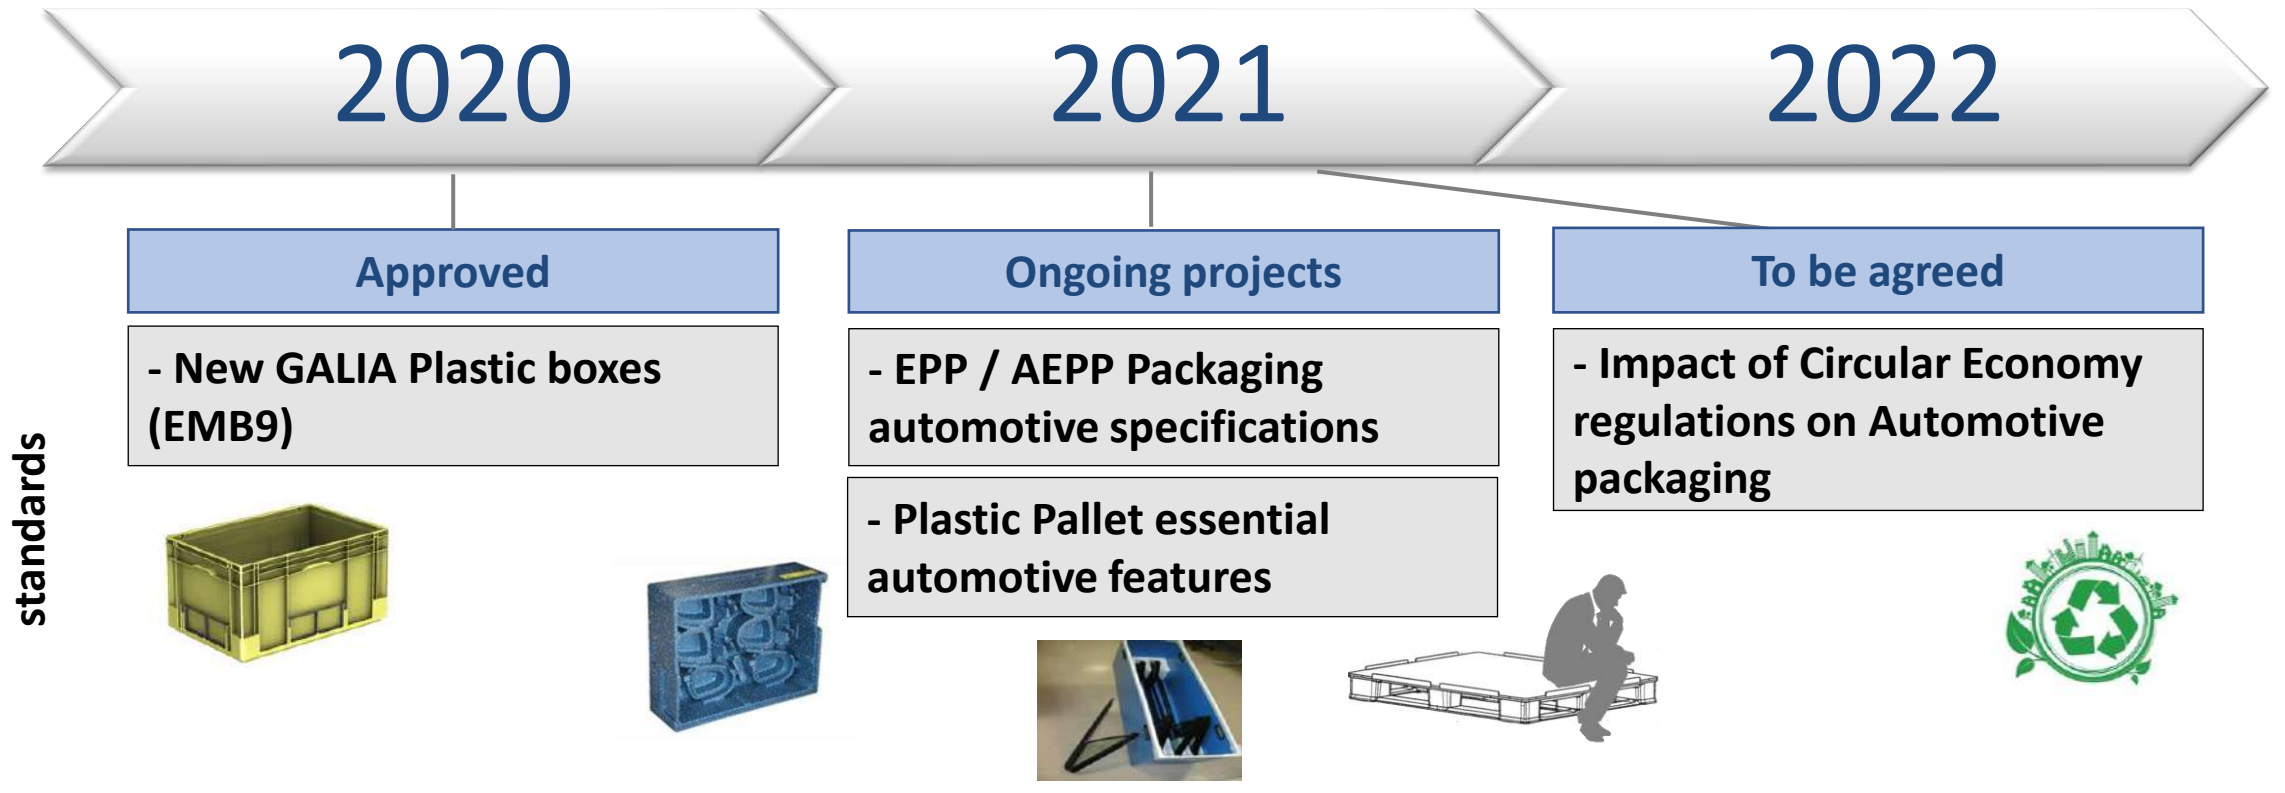 2020
2021
2022
Approved
Ongoing projects
To be agreed
- New GALIA Plastic boxes
(EMB9)
- EPP / AEPP Packaging
automotive specifications
- Plastic Pallet essential
automotive features
- Impact of Circular Economy
regulations on Automotive
packaging
standards